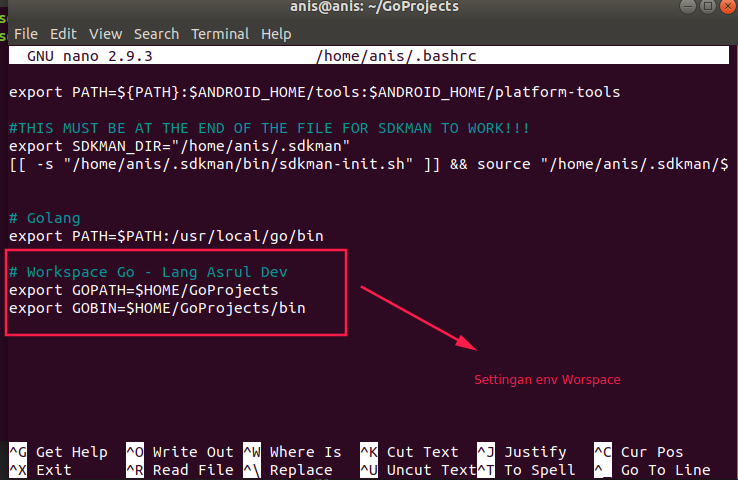 anis@anis: ~/GoProjects
File Edit View Search Terminal Help
GNU nano 2.9.3 /home/anis/.bashrc
export PATH=${PATH}:$ANDROID_HOME/tools:$ANDROID_HOME/platform-tools
#THIS MUST BE AT THE END OF THE FILE FOR SDKMAN TO WORK!!!
export SDKMAN_DIR="/home/anis/.sdkman"
[[ -s "/home/anis/.sdkman/bin/sdkman-init.sh" ]] && source "/home/anis/.sdkman/$
# Golang
export PATH=$PATH:/usr/local/go/bin
# Workspace Go - Lang Asrul Dev
export GOPATH=$HOME/GoProjects
export GOBIN=$HOME/GoProjects/bin
Settingan env Worspace
^G Get Help ^O Write Out ^W Where Is ^K Cut Text ^J Justify ^C Cur Pos
^X Exit ^R Read File ^\ Replace ^U Uncut Text ^T To Spell ^_ Go To Line